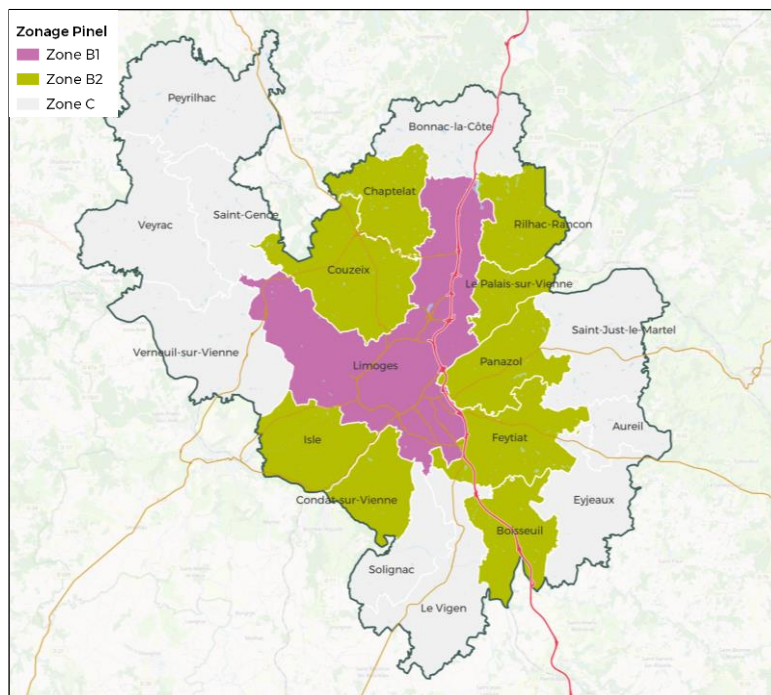 Zonage Pinel
Zone B1
Zone B2
Zone C
Peyrilhac
Bonnac-la-Côte
Chaptelat
Saint-Gence
Veyrac
Rilhac-Rancon
Couzeix
Le Palais-sur-Vienne
Saint-Just-le-Martel
Verneuil-sur-Vienne
Limoges
Panazol
Aureil
Isle
Feytiat
Condat-sur-Vienne
Eyjeaux
Boisseuil
Solignac
Le Vigen